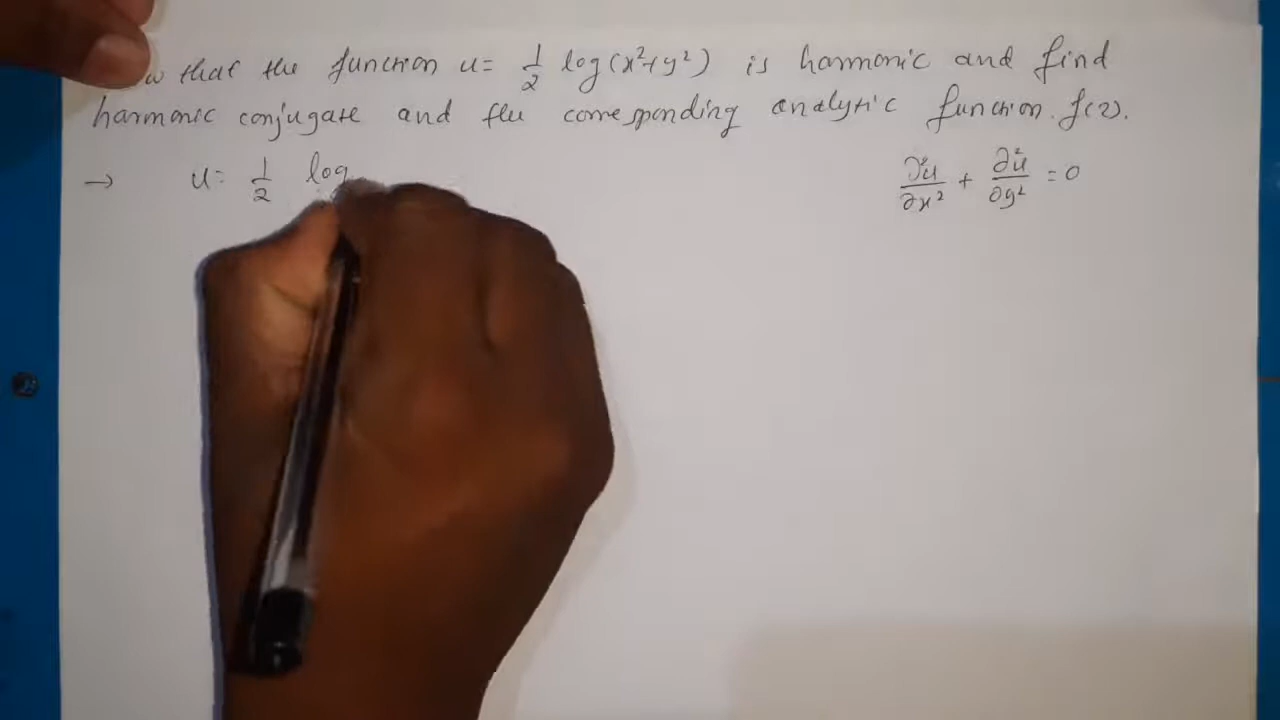 that the function u = 1/2 log(x²+y²) is harmonic and find
harmonic conjugate and the corresponding analytic function. f(z).
→ u = 1/2 log
∂²u/∂x² + ∂²u/∂y² = 0